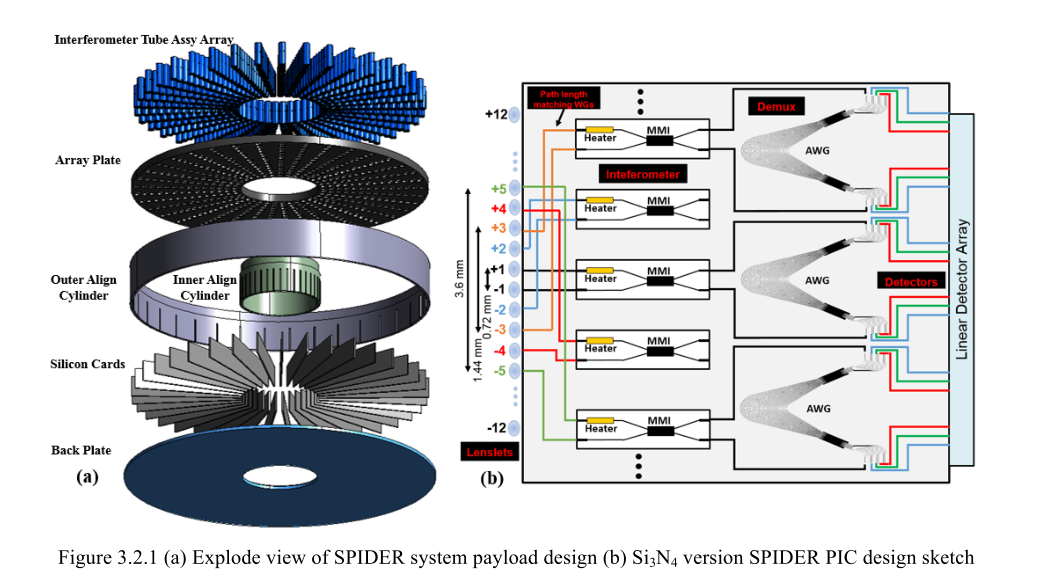 Interferometer Tube Assy Array
Array Plate
Outer Align
Cylinder
Inner Align
Cylinder
Silicon Cards
Back Plate
(a)
+12
+5
+4
+3
+2
+1
-1
-2
-3
-4
-5
-12
3.6 mm
1.44 mm
0.72 mm
Lenslets
(b)
Path length
matching WGs
Heater
MMI
Inteferometer
Heater
MMI
Heater
MMI
Heater
MMI
Heater
MMI
Demux
AWG
AWG
AWG
Detectors
Linear Detector Array
Figure 3.2.1 (a) Explode view of SPIDER system payload design (b) Si₃N₄ version SPIDER PIC design sketch